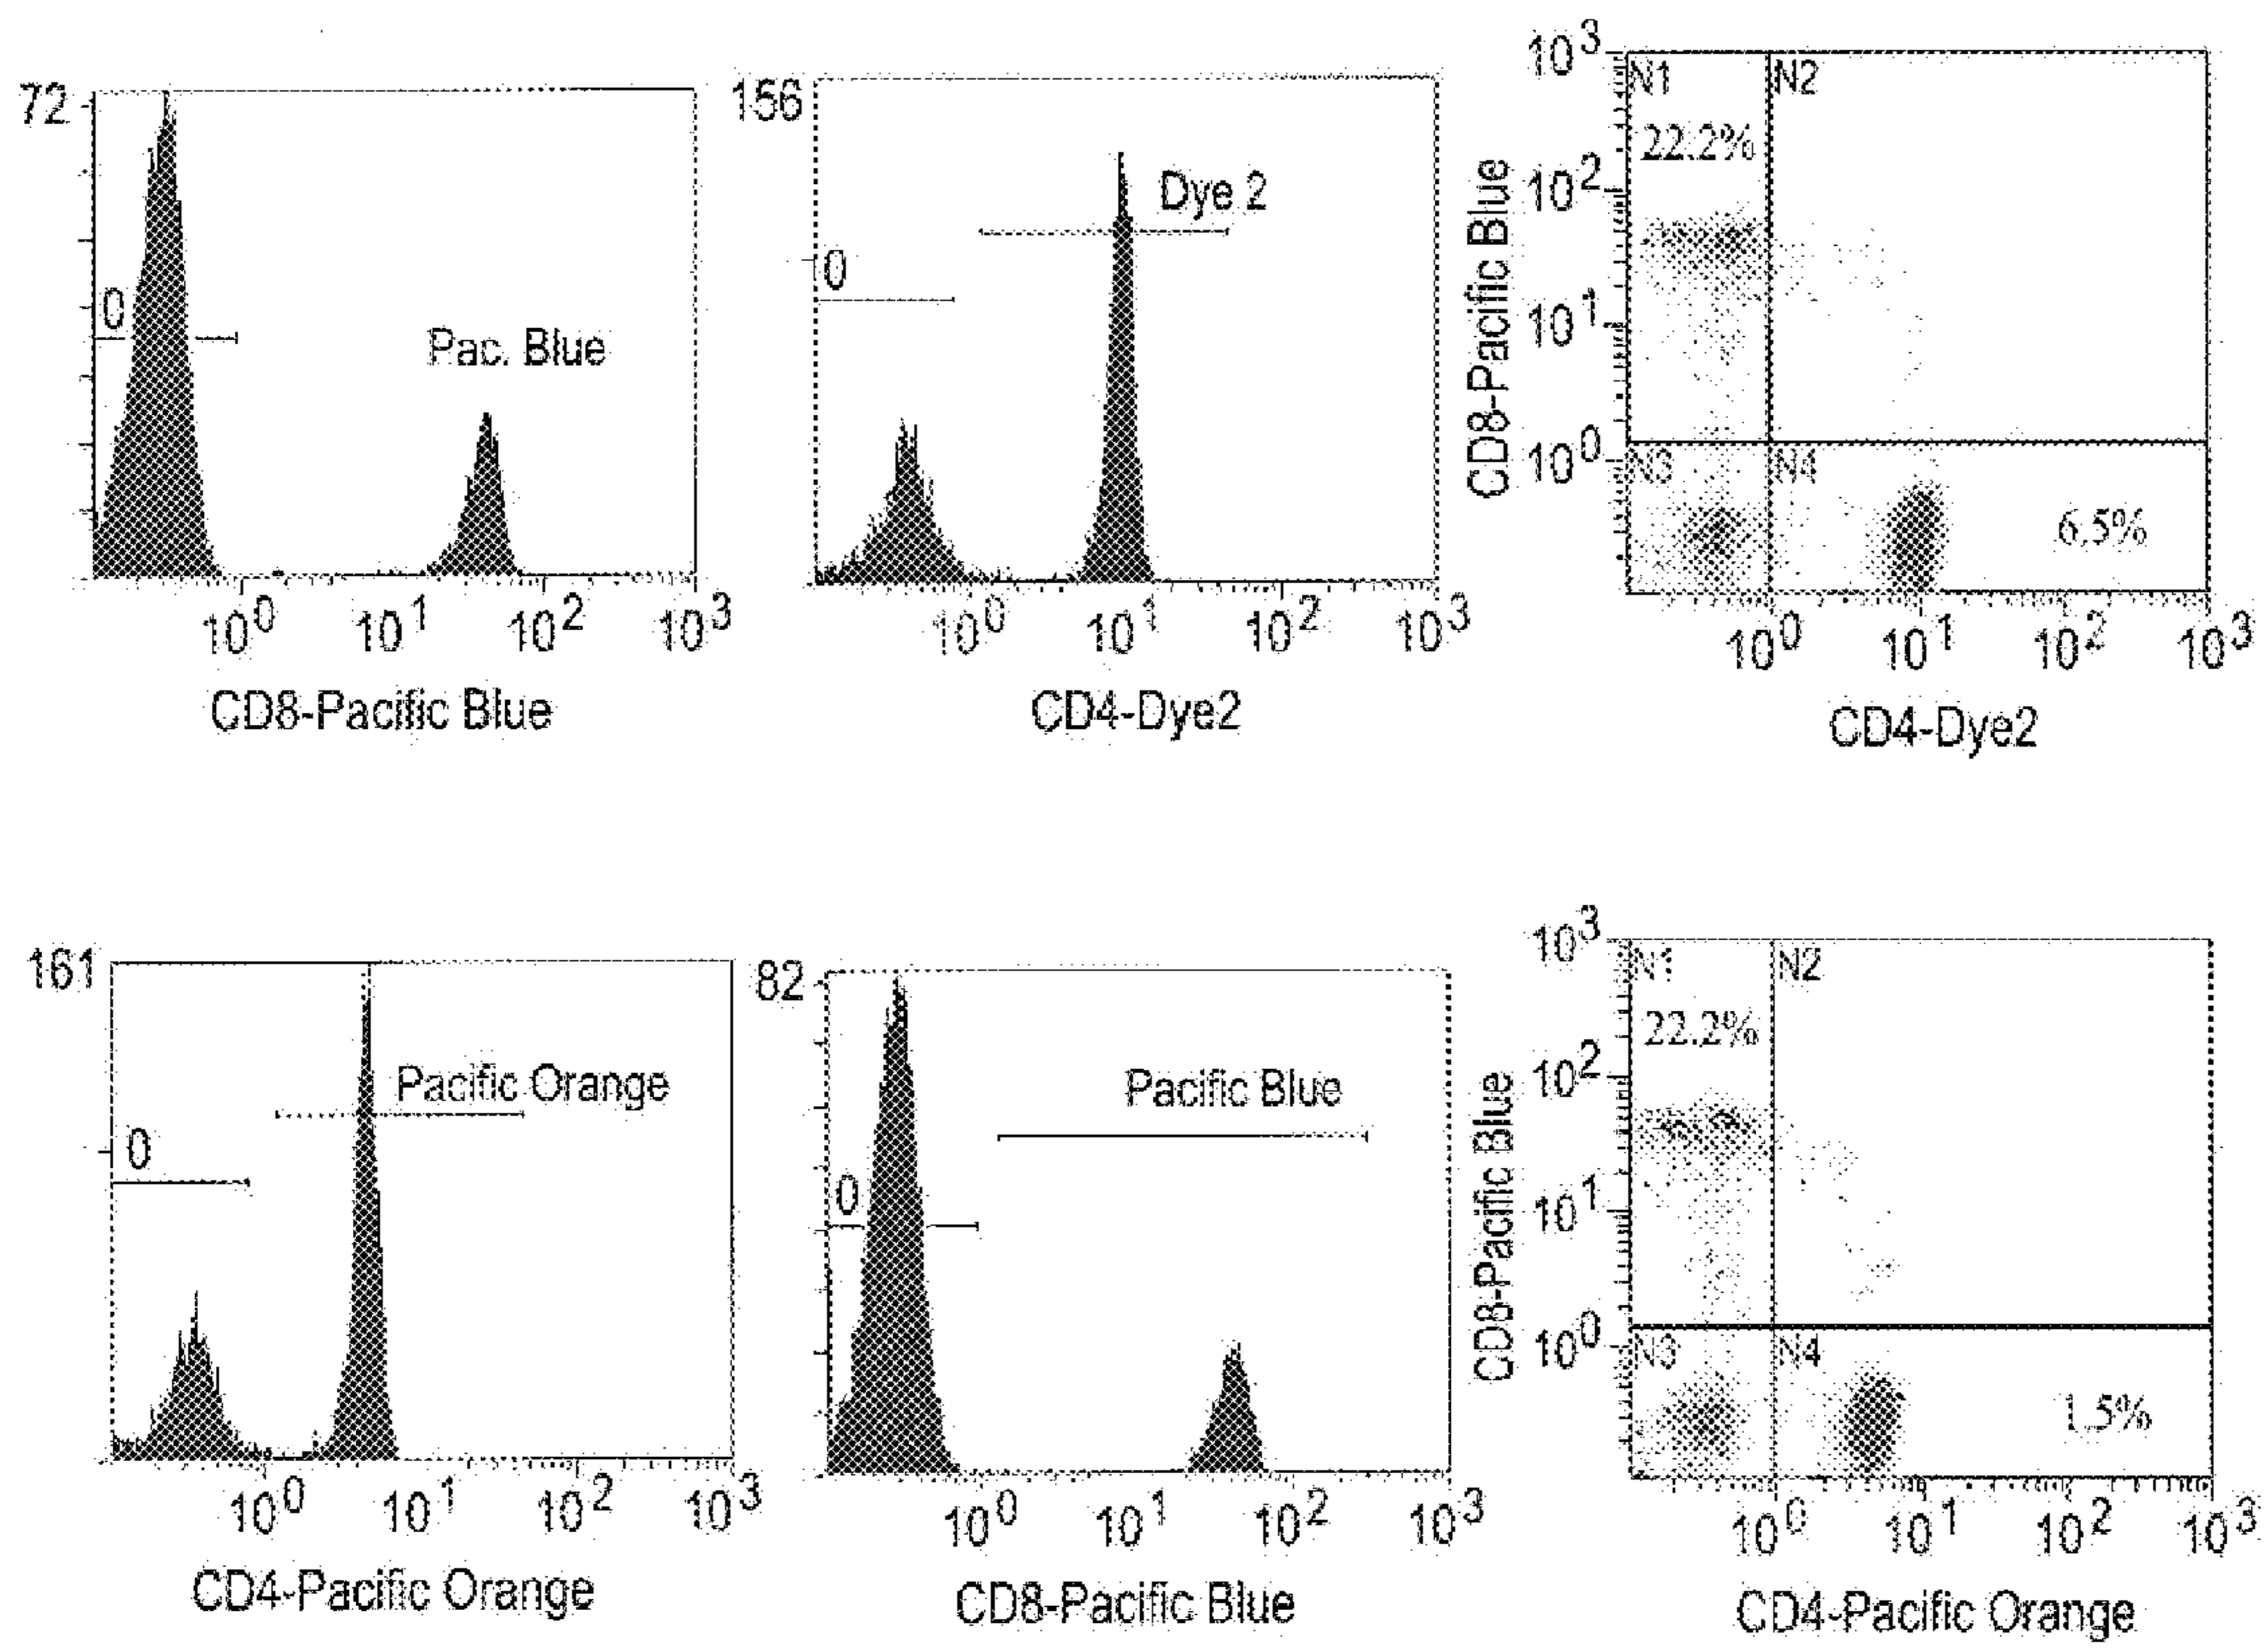 72
0
Pac. Blue
10^0 10^1 10^2 10^3
CD8-Pacific Blue
156
Dye 2
0
10^0 10^1 10^2 10^3
CD4-Dye2
10^3
10^2
10^1
10^0
CD8-Pacific Blue
N1 N2
22.2%
N3 N4
6.5%
10^0 10^1 10^2 10^3
CD4-Dye2
161
Pacific Orange
0
10^0 10^1 10^2 10^3
CD4-Pacific Orange
82
Pacific Blue
0
10^0 10^1 10^2 10^3
CD8-Pacific Blue
10^3
10^2
10^1
10^0
CD8-Pacific Blue
N1 N2
22.2%
N3 N4
1.5%
10^0 10^1 10^2 10^3
CD4-Pacific Orange